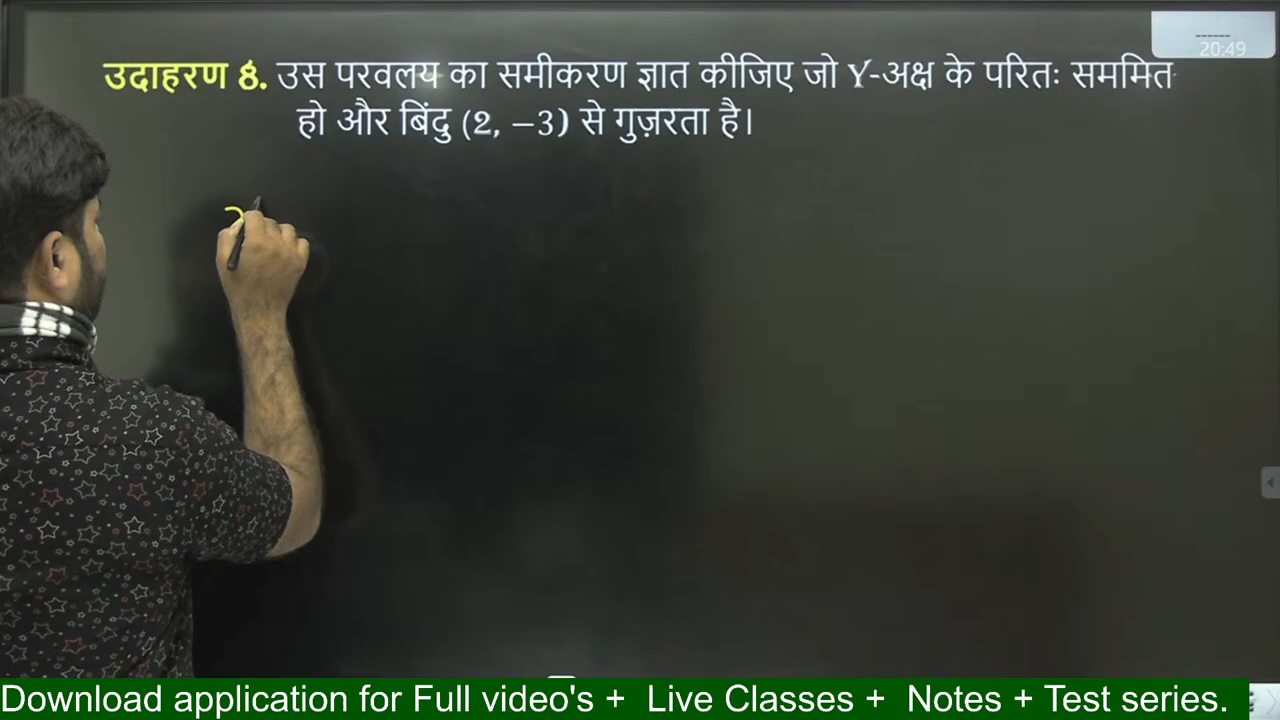 20:49
उदाहरण 8. उस परवलय का समीकरण ज्ञात कीजिए जो Y-अक्ष के परितः सममित
हो और बिंदु (2, −3) से गुज़रता है।
Download application for Full video's + Live Classes + Notes + Test series.